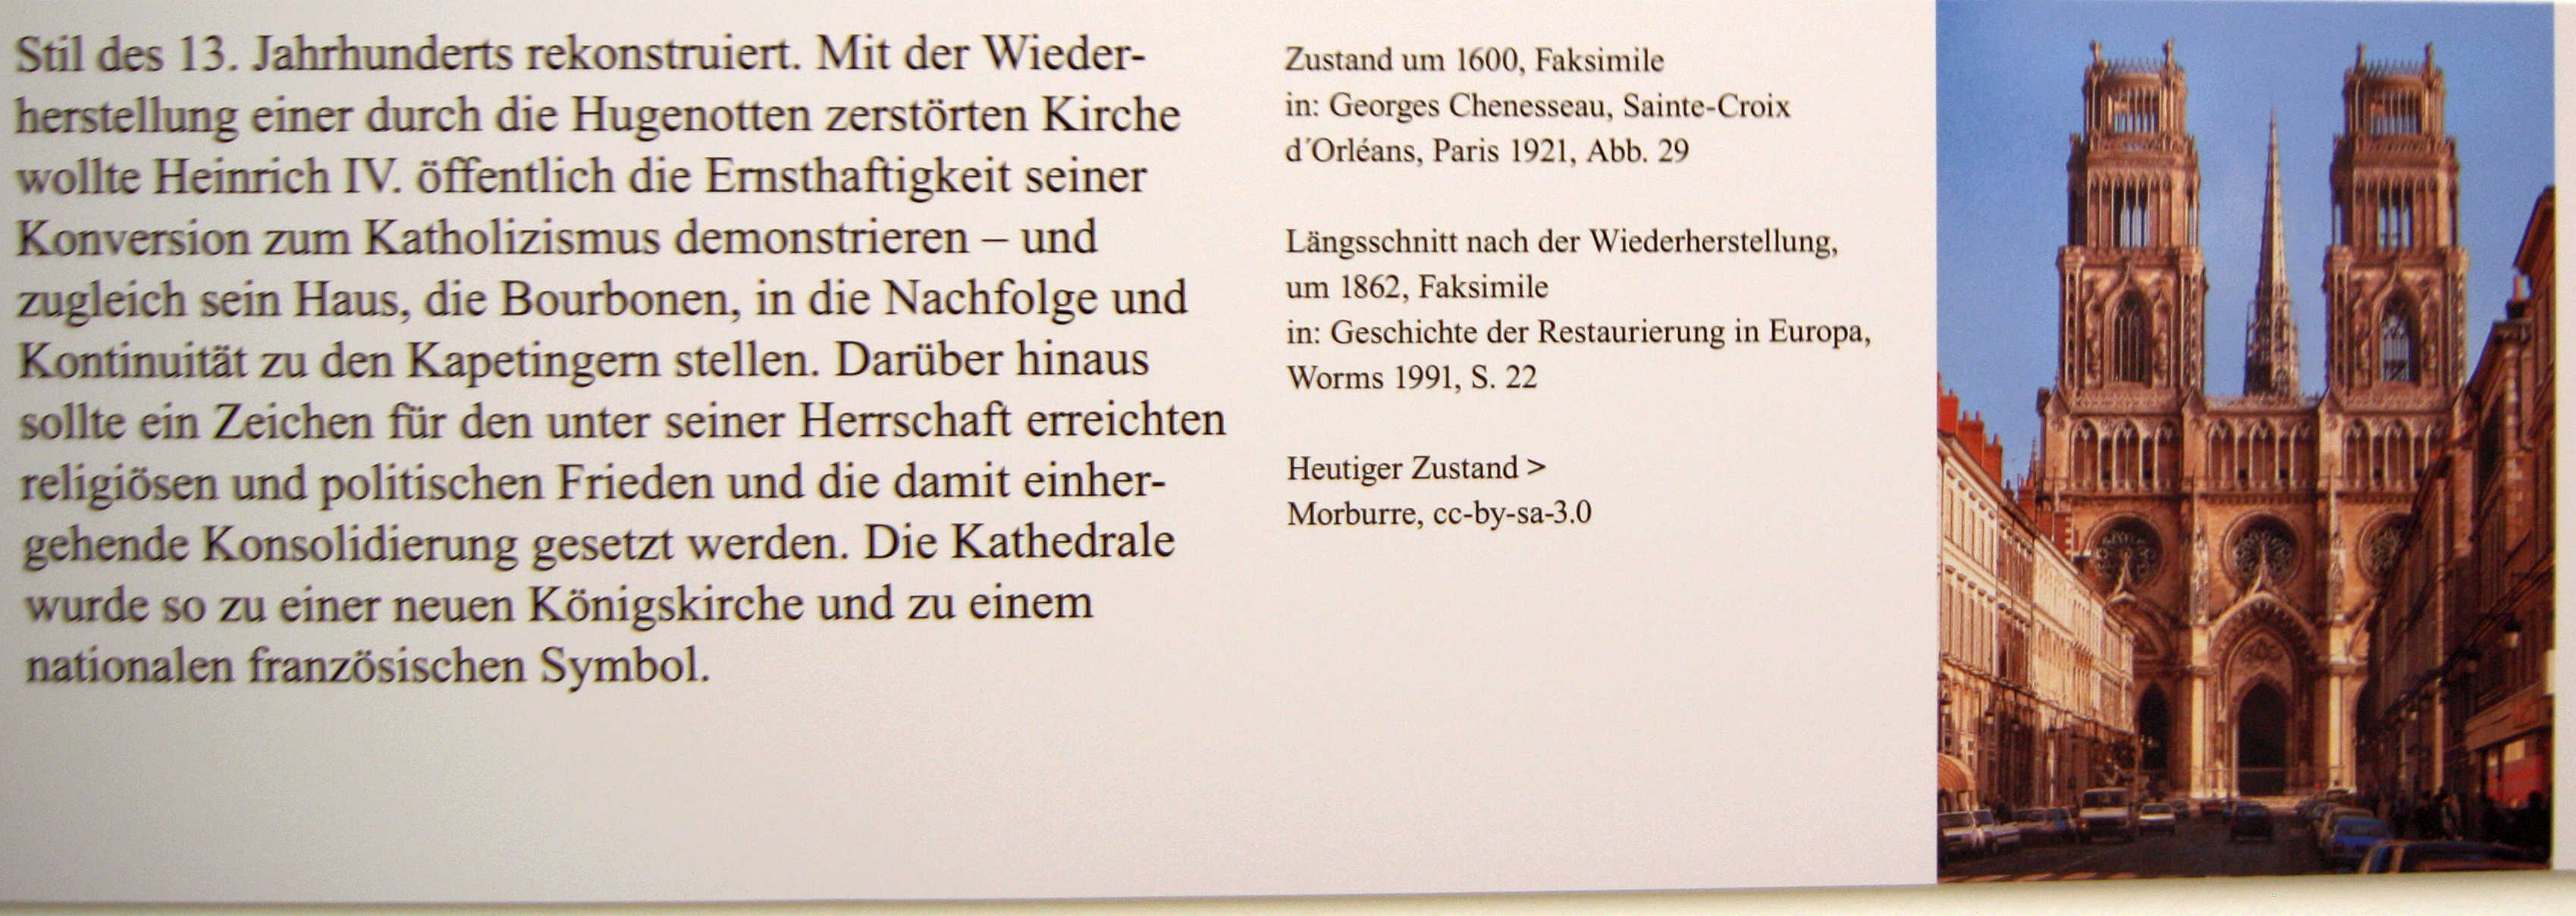 Stil des 13. Jahrhunderts rekonstruiert. Mit der Wieder-
herstellung einer durch die Hugenotten zerstörten Kirche
wollte Heinrich IV. öffentlich die Ernsthaftigkeit seiner
Konversion zum Katholizismus demonstrieren – und
zugleich sein Haus, die Bourbonen, in die Nachfolge und
Kontinuität zu den Kapetingern stellen. Darüber hinaus
sollte ein Zeichen für den unter seiner Herrschaft erreichten
religiösen und politischen Frieden und die damit einher-
gehende Konsolidierung gesetzt werden. Die Kathedrale
wurde so zu einer neuen Königskirche und zu einem
nationalen französischen Symbol.
Zustand um 1600, Faksimile
in: Georges Chenesseau, Sainte-Croix
d´Orléans, Paris 1921, Abb. 29
Längsschnitt nach der Wiederherstellung,
um 1862, Faksimile
in: Geschichte der Restaurierung in Europa,
Worms 1991, S. 22
Heutiger Zustand >
Morburre, cc-by-sa-3.0